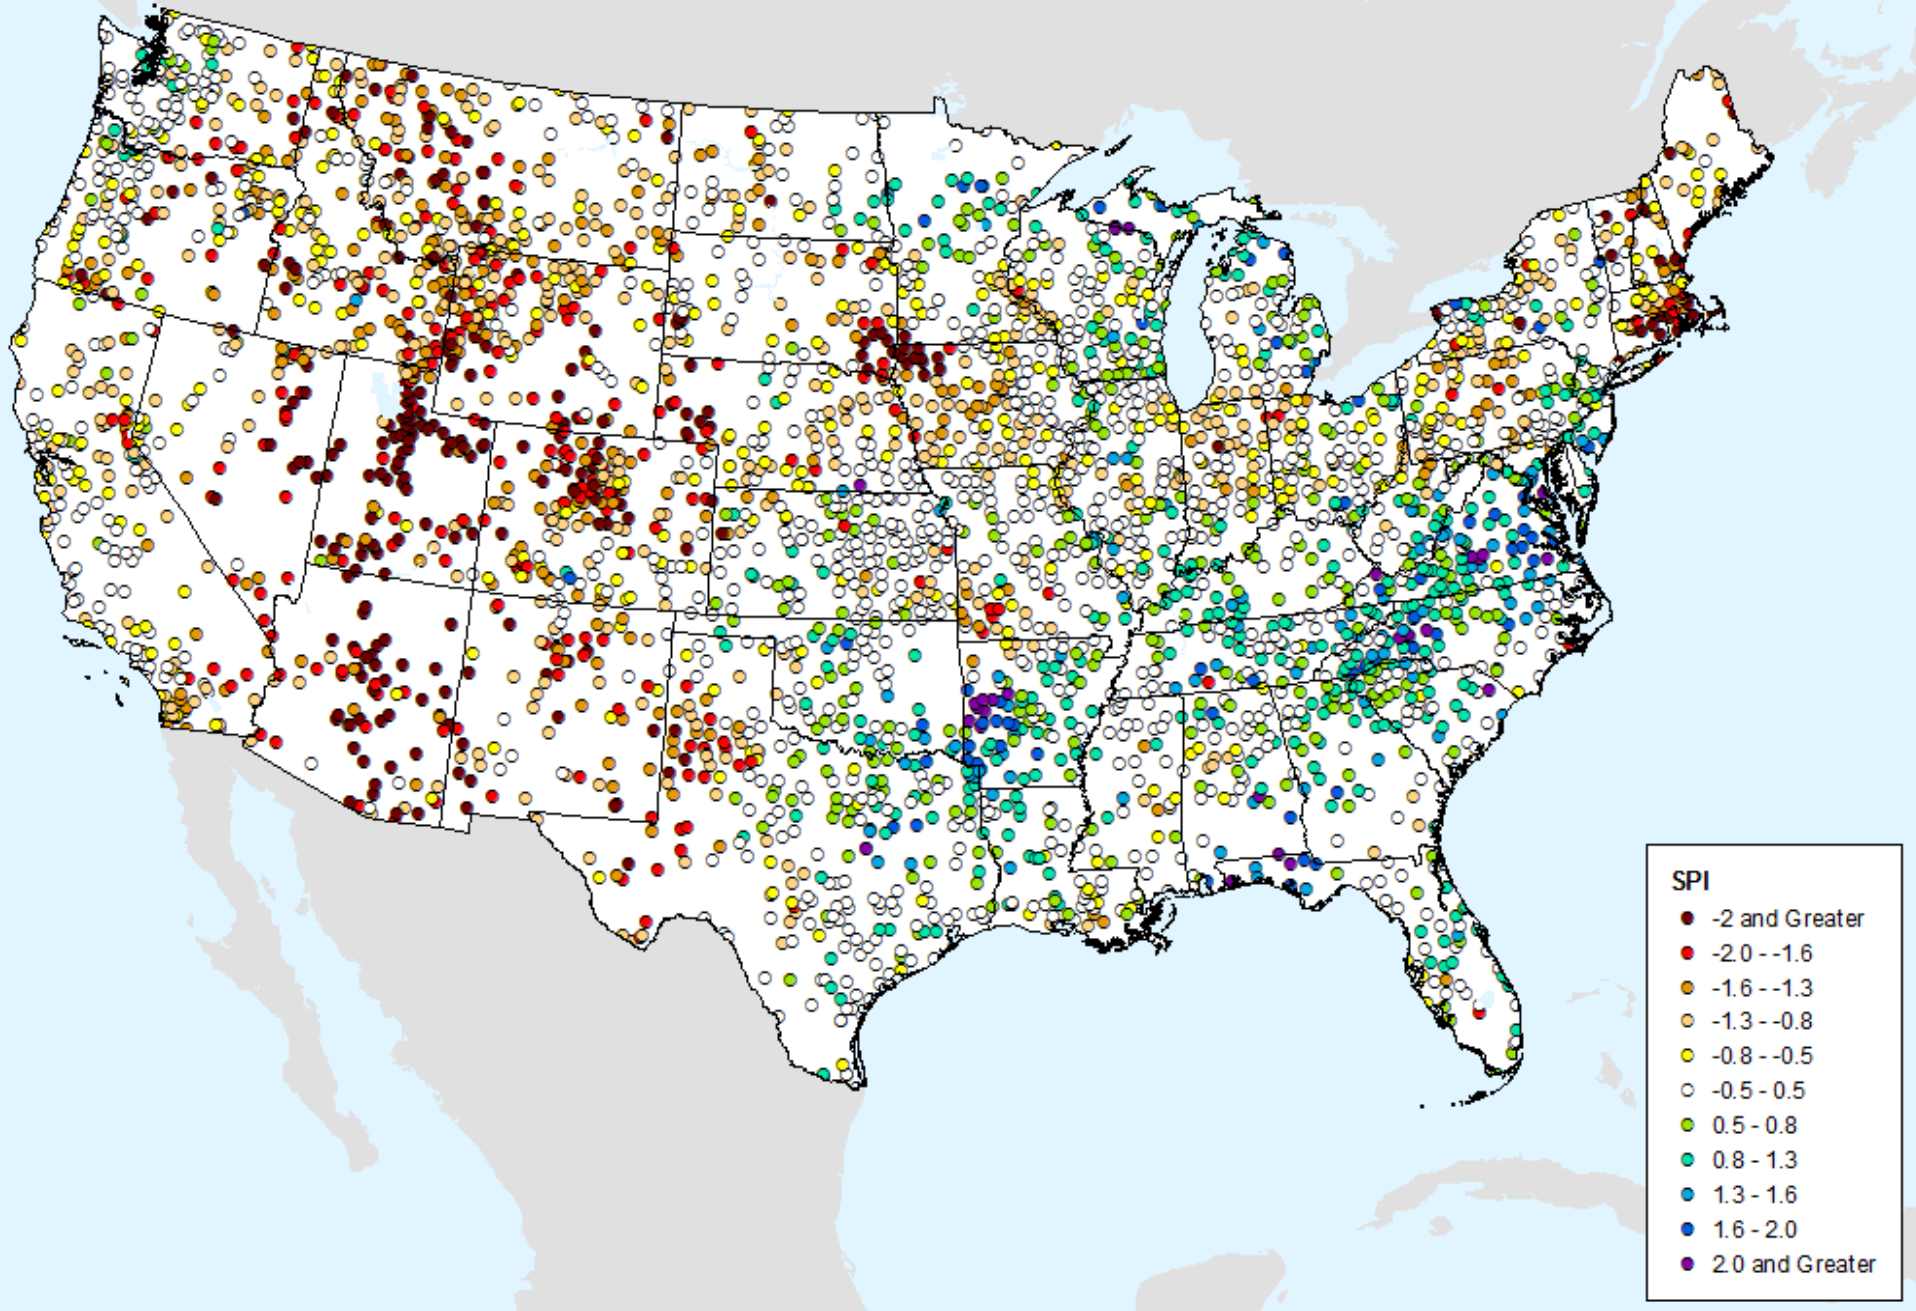 SPI
-2 and Greater
-2.0 - -1.6
-1.6 - -1.3
-1.3 - -0.8
-0.8 - -0.5
-0.5 - 0.5
0.5 - 0.8
0.8 - 1.3
1.3 - 1.6
1.6 - 2.0
2.0 and Greater